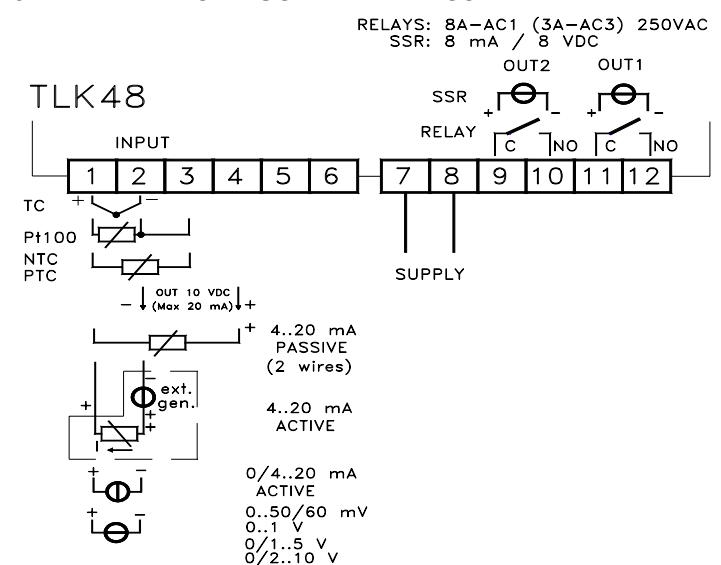 RELAYS: 8A-AC1 (3A-AC3) 250VAC
SSR: 8 mA / 8 VDC
OUT2 OUT1
TLK48
SSR + - + -
RELAY
INPUT
C NO C NO
1 2 3 4 5 6 7 8 9 10 11 12
TC + -
Pt100
NTC
PTC
SUPPLY
- OUT 10 VDC +
(Max 20 mA)
+ 4..20 mA
PASSIVE
(2 wires)
-
ext.
gen.
+ +
+
4..20 mA
ACTIVE
- I
+ - 0/4..20 mA
ACTIVE
+ - 0..50/60 mV
0..1 V
0/1..5 V
0/2..10 V